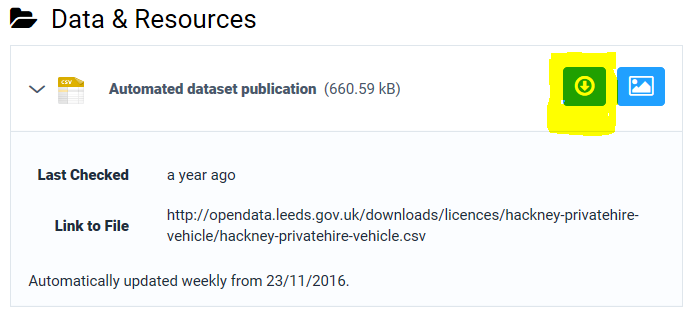 Data & Resources
CSV
Automated dataset publication (660.59 kB)
Last Checked a year ago
Link to File http://opendata.leeds.gov.uk/downloads/licences/hackney-privatehire-
vehicle/hackney-privatehire-vehicle.csv
Automatically updated weekly from 23/11/2016.